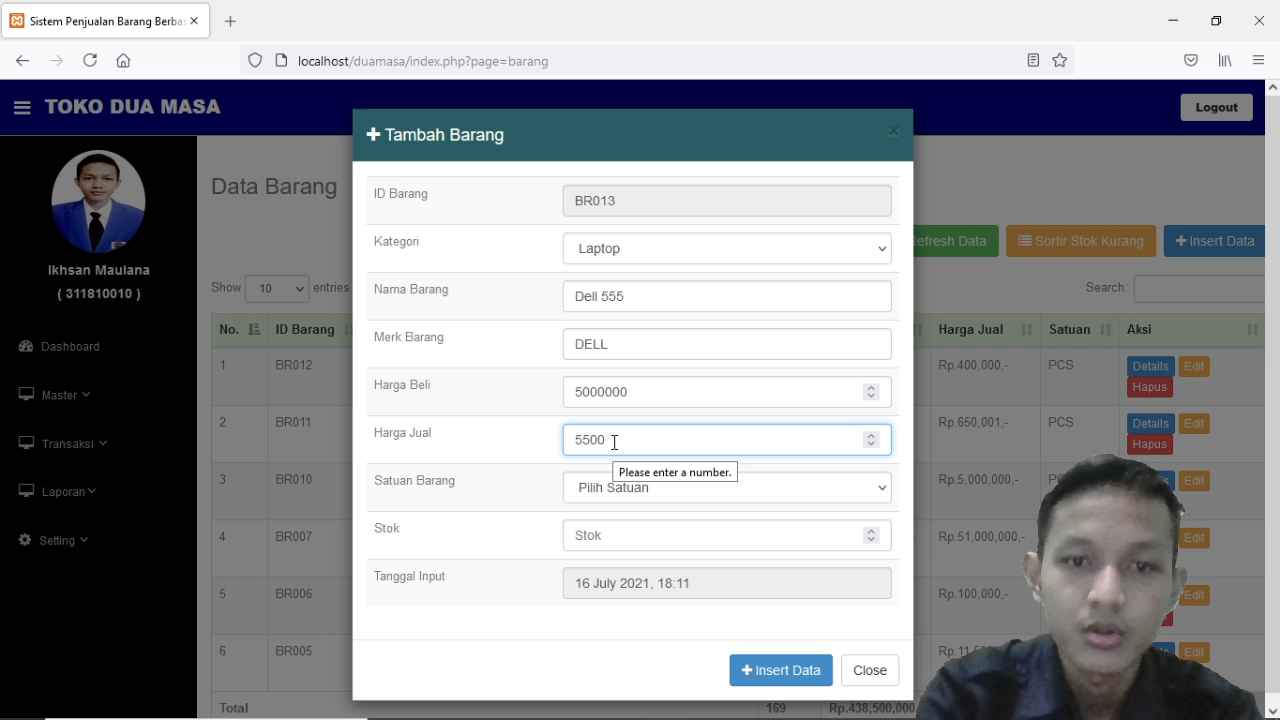 Sistem Penjualan Barang Berbas
localhost/duamasa/index.php?page=barang
TOKO DUA MASA
Logout
Ikhsan Maulana
( 311810010 )
Dashboard
Master
Transaksi
Laporan
Setting
Data Barang
efresh Data
Sortir Stok Kurang
Insert Data
Show 10 entries
Search:
No. ID Barang Harga Jual Satuan Aksi
1 BR012 Rp.400,000,- PCS Details Edit
Hapus
2 BR011 Rp.650,001,- PCS Details Edit
Hapus
3 BR010 Rp.5,000,000,- Edit
4 BR007 Rp.51,000,000,- Edit
5 BR006 Rp.100,000,- Edit
6 BR005 Edit
Total 169 Rp.438,500,000
Tambah Barang
×
ID Barang BR013
Kategori Laptop
Nama Barang Dell 555
Merk Barang DELL
Harga Beli 5000000
Harga Jual 5500
Please enter a number.
Satuan Barang Pilih Satuan
Stok Stok
Tanggal Input 16 July 2021, 18:11
Insert Data
Close